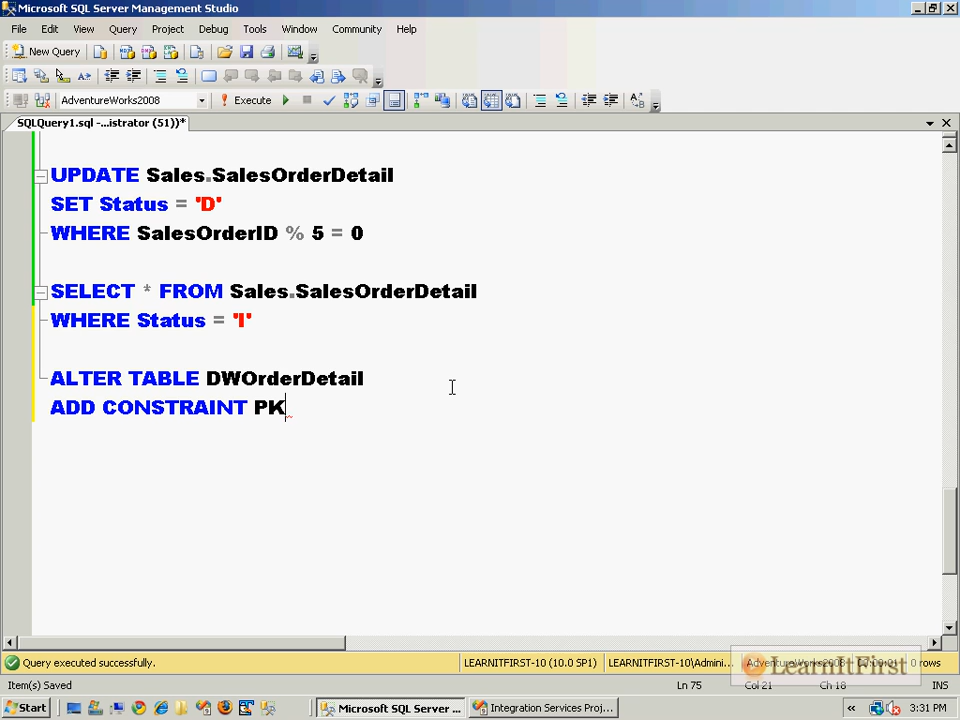 Microsoft SQL Server Management Studio
File Edit View Query Project Debug Tools Window Community Help
New Query
AdventureWorks2008 Execute
SQLQuery1.sql -...istrator (51))*
UPDATE Sales.SalesOrderDetail
SET Status = 'D'
WHERE SalesOrderID % 5 = 0
SELECT * FROM Sales.SalesOrderDetail
WHERE Status = 'I'
ALTER TABLE DWOrderDetail
ADD CONSTRAINT PK
Query executed successfully. LEARNITFIRST-10 (10.0 SP1) LEARNITFIRST-10\Admini... AdventureWorks2008 0 rows
LearnItFirst
Item(s) Saved Ln 75 Col 21 Ch 18 INS
Start Microsoft SQL Server ... Integration Services Proj... « 3:31 PM